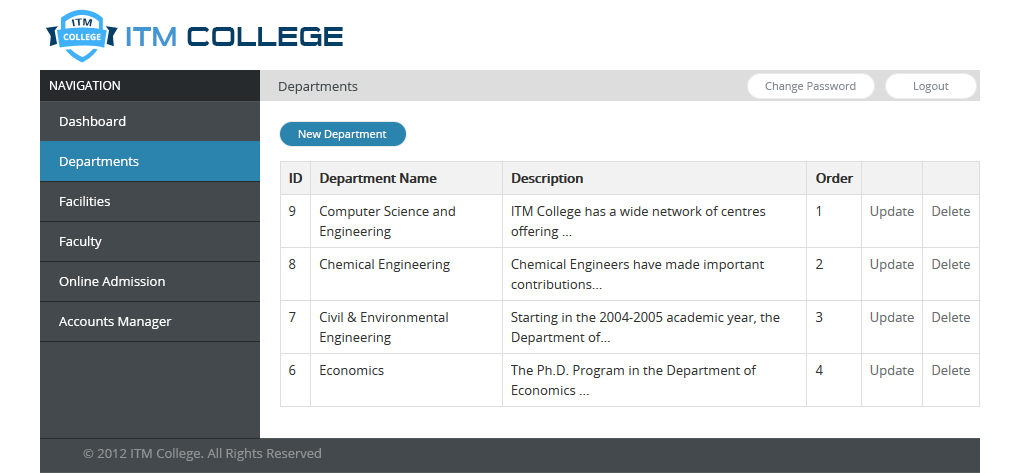 ITM
COLLEGE
ITM COLLEGE
NAVIGATION
Departments
Change Password
Logout
Dashboard
Departments
Facilities
Faculty
Online Admission
Accounts Manager
New Department
ID Department Name Description Order
9 Computer Science and Engineering ITM College has a wide network of centres offering ... 1 Update Delete
8 Chemical Engineering Chemical Engineers have made important contributions... 2 Update Delete
7 Civil & Environmental Engineering Starting in the 2004-2005 academic year, the Department of... 3 Update Delete
6 Economics The Ph.D. Program in the Department of Economics ... 4 Update Delete
© 2012 ITM College. All Rights Reserved